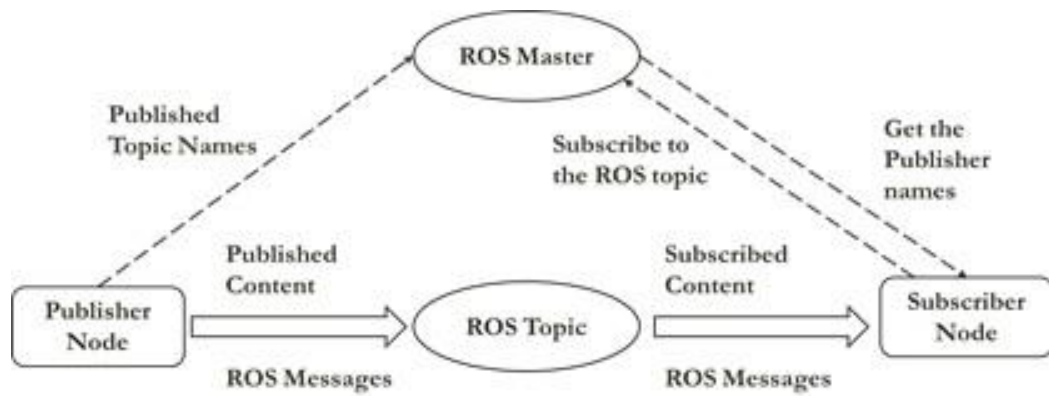 ROS Master
Published
Topic Names
Subscribe to
the ROS topic
Get the
Publisher
names
Published
Content
Subscribed
Content
Publisher
Node
ROS Topic
Subscriber
Node
ROS Messages
ROS Messages